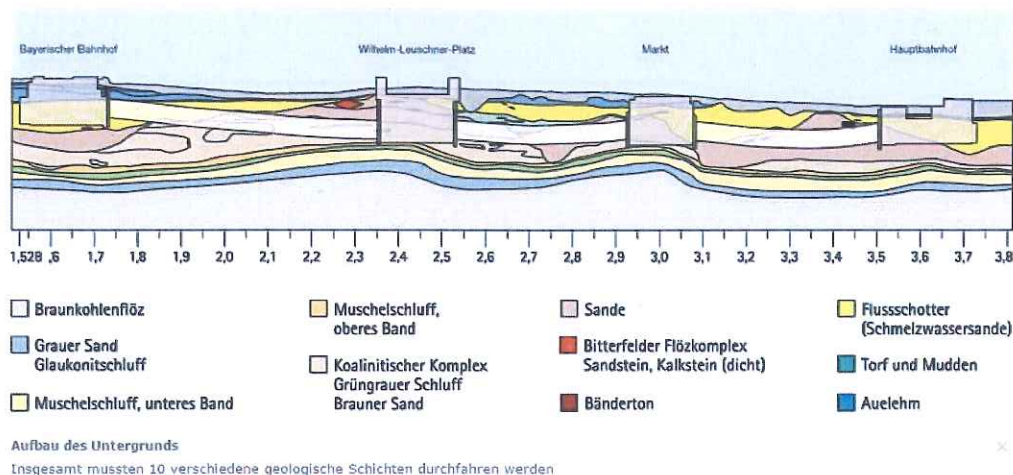 Bayerischer Bahnhof
Wilhelm-Leuschner-Platz
Markt
Hauptbahnhof
1,528 ,6 1,7 1,8 1,9 2,0 2,1 2,2 2,3 2,4 2,5 2,6 2,7 2,8 2,9 3,0 3,1 3,2 3,3 3,4 3,5 3,6 3,7 3,8
Braunkohlenflöz
Grauer Sand
Glaukonitschluff
Muschelschluff, unteres Band
Muschelschluff,
oberes Band
Koalinitischer Komplex
Grüngrauer Schluff
Brauner Sand
Sande
Bitterfelder Flözkomplex
Sandstein, Kalkstein (dicht)
Bänderton
Flussschotter
(Schmelzwassersande)
Torf und Mudden
Auelehm
Aufbau des Untergrunds
Insgesamt mussten 10 verschiedene geologische Schichten durchfahren werden